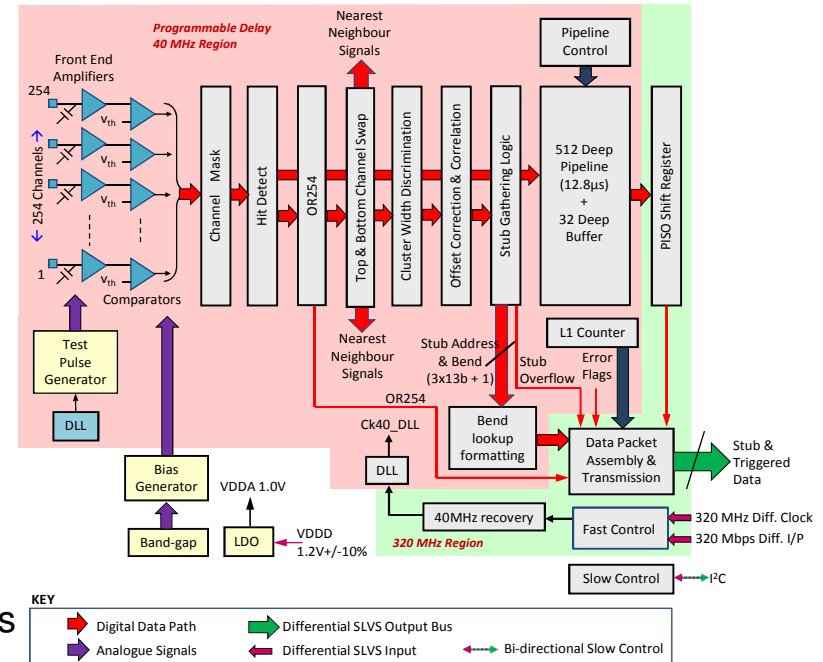 Programmable Delay
40 MHz Region
Nearest
Neighbour
Signals
Pipeline
Control
Front End
Amplifiers
254
254 Channels
1
Vth
Vth
Vth
Vth
Comparators
Channel Mask
Hit Detect
OR254
Top & Bottom Channel Swap
Cluster Width Discrimination
Offset Correction & Correlation
Stub Gathering Logic
512 Deep
Pipeline
(12.8µs)
+
32 Deep
Buffer
PISO Shift Register
Nearest
Neighbour
Signals
Test
Pulse
Generator
DLL
Stub Address
& Bend
(3x13b + 1)
Stub
Overflow
Error
Flags
L1 Counter
OR254
Ck40_DLL
DLL
Bend
lookup
formatting
Data Packet
Assembly &
Transmission
Stub &
Triggered
Data
Bias
Generator
Band-gap
VDDA 1.0V
LDO
VDDD
1.2V+/-10%
40MHz recovery
320 MHz Region
Fast Control
320 MHz Diff. Clock
320 Mbps Diff. I/P
Slow Control
I²C
s
KEY
Digital Data Path
Differential SLVS Output Bus
Analogue Signals
Differential SLVS Input
Bi-directional Slow Control